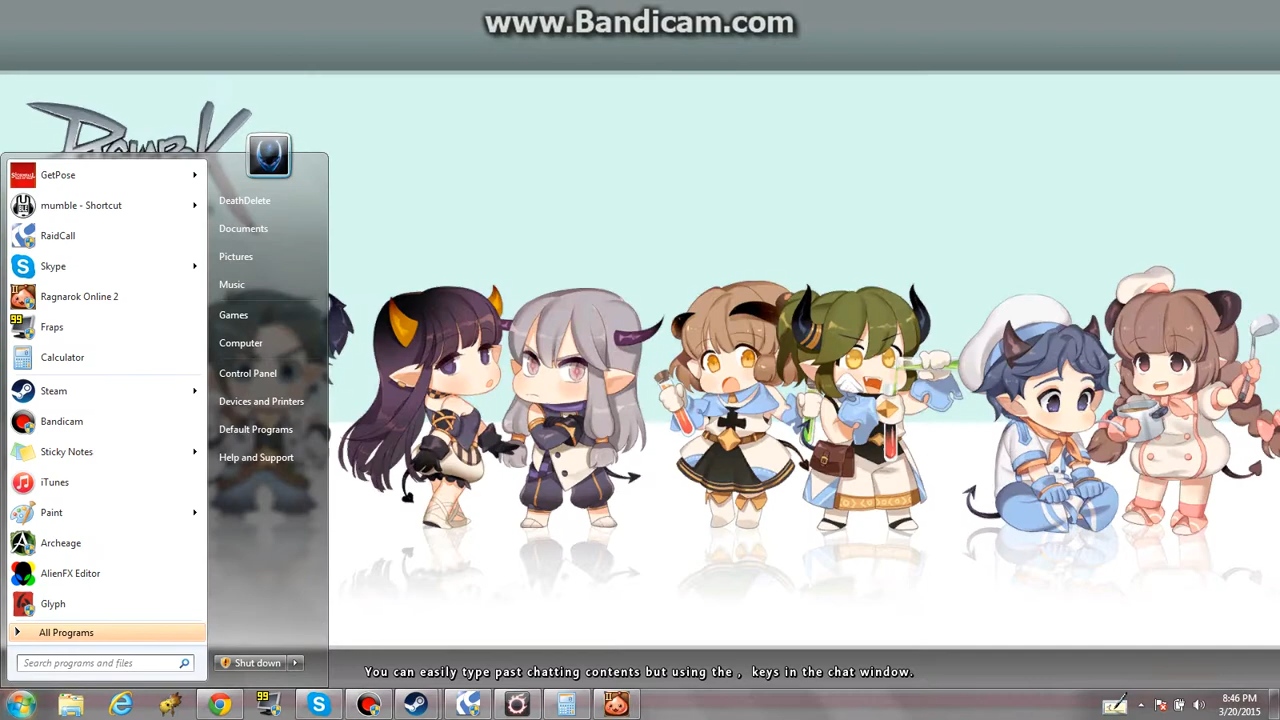 www.Bandicam.com
GetPose
mumble - Shortcut
RaidCall
Skype
Ragnarok Online 2
99
Fraps
Calculator
Steam
Bandicam
Sticky Notes
iTunes
Paint
Archeage
AlienFX Editor
Glyph
All Programs
Search programs and files
DeathDelete
Documents
Pictures
Music
Games
Computer
Control Panel
Devices and Printers
Default Programs
Help and Support
Shut down
You can easily type past chatting contents but using the , keys in the chat window.
99
8:46 PM
3/20/2015